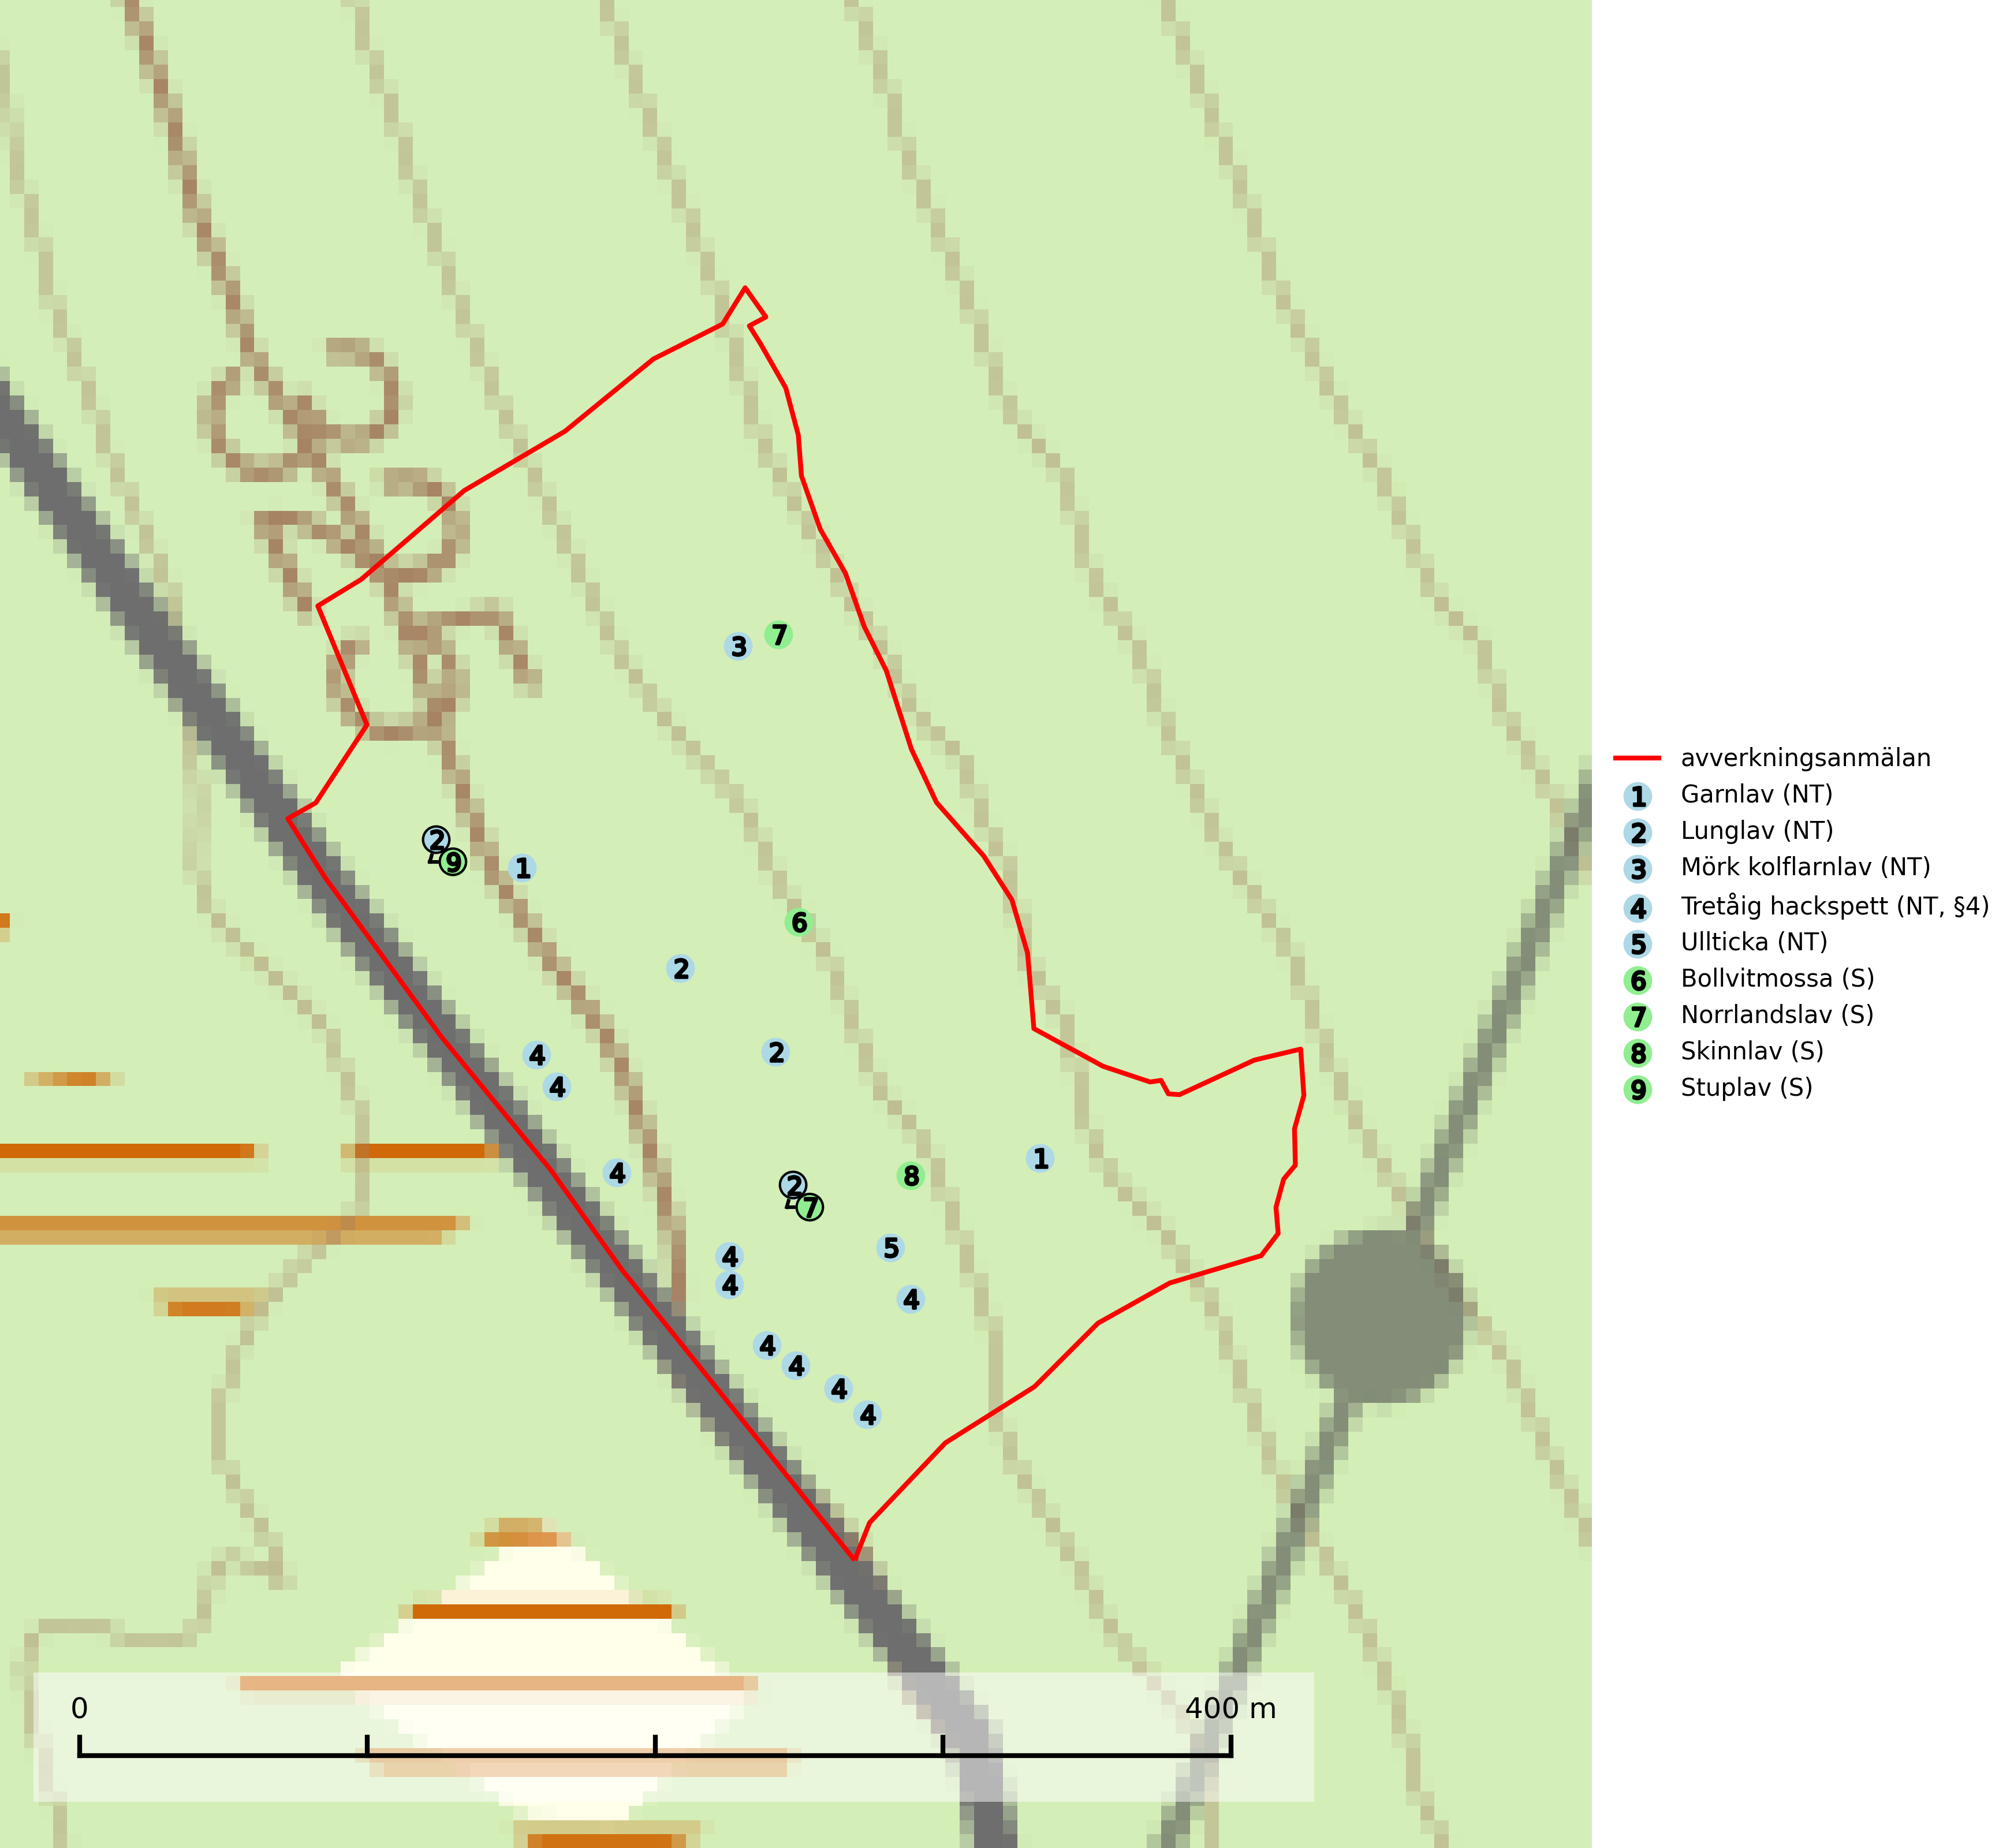 3
7
2
9
1
6
2
4
2
4
4
1
8
2
7
5
4
4
4
4
4
4
4
0
400 m
avverkningsanmälan
1 Garnlav (NT)
2 Lunglav (NT)
3 Mörk kolflarnlav (NT)
4 Tretåig hackspett (NT, §4)
5 Ullticka (NT)
6 Bollvitmossa (S)
7 Norrlandslav (S)
8 Skinnlav (S)
9 Stuplav (S)